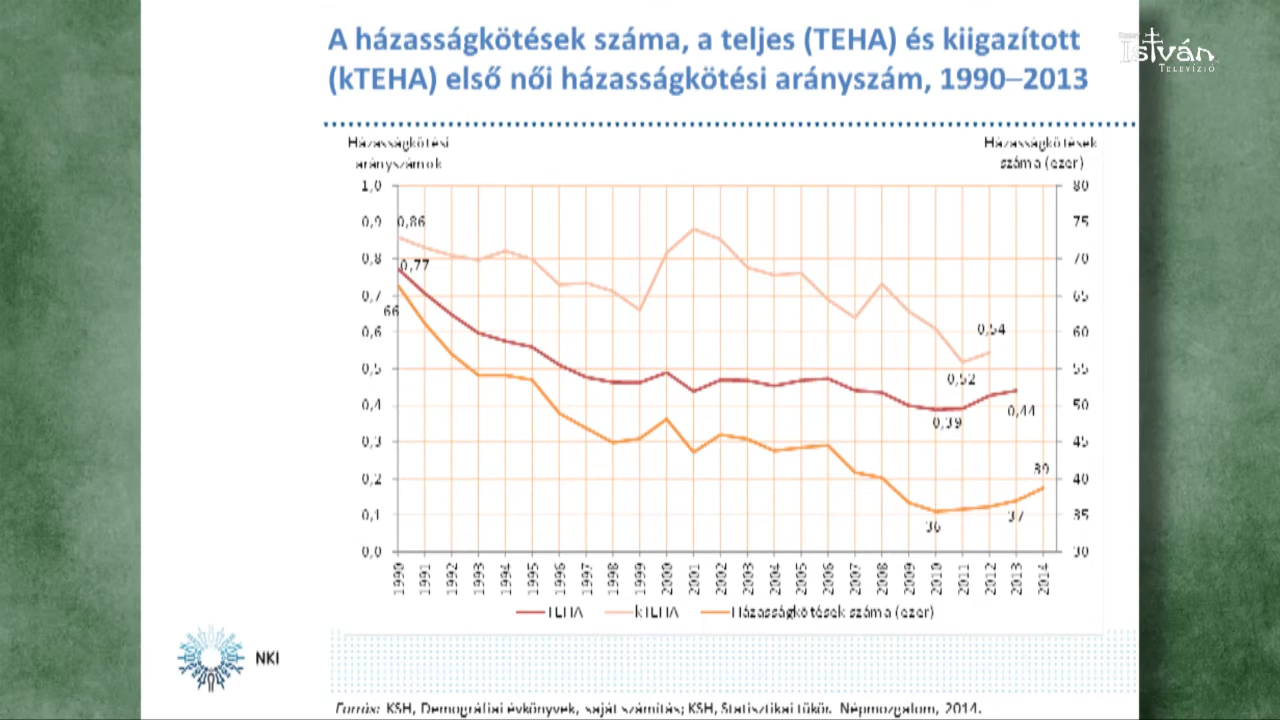 A házasságkötések száma, a teljes (TEHA) és kiigazított
(kTEHA) első női házasságkötési arányszám, 1990–2013
István
TELEVÍZIÓ
Házasságkötési
arányszámok
Házasságkötések
száma (ezer)
1,0
0,9
0,8
0,7
0,6
0,5
0,4
0,3
0,2
0,1
0,0
80
75
70
65
60
55
50
45
40
35
30
0,86
0,77
66
0,54
0,52
0,44
0,39
39
37
36
1990 1991 1992 1993 1994 1995 1996 1997 1998 1999 2000 2001 2002 2003 2004 2005 2006 2007 2008 2009 2010 2011 2012 2013 2014
TEHA kTEHA Házasságkötések száma (ezer)
NKI
Forrás: KSH, Demográfiai évkönyvek, saját számítás; KSH, Statisztikai tükör. Népmozgalom, 2014.